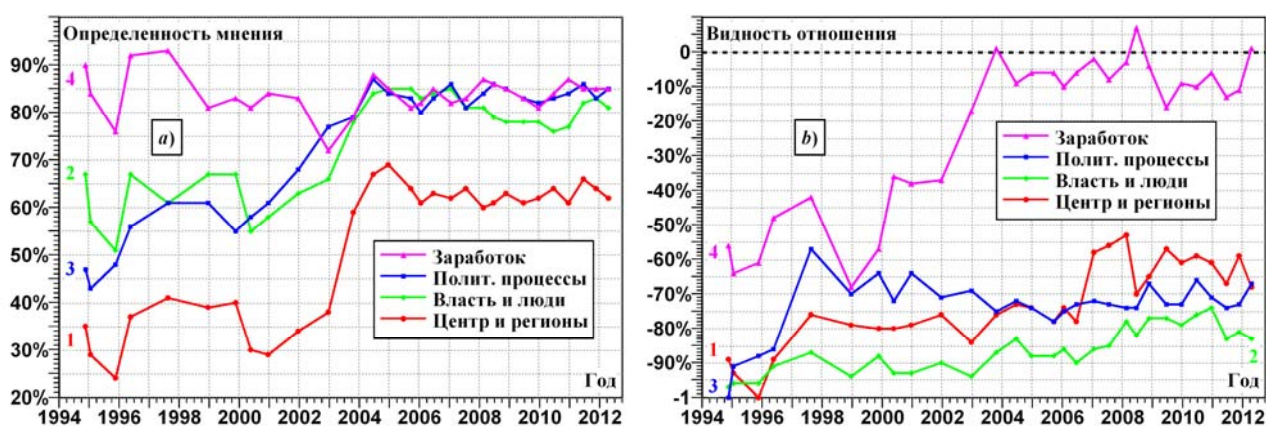 Определенность мнения
90%
80%
70%
60%
50%
40%
30%
20%
4
2
3
1
a)
Заработок
Полит. процессы
Власть и люди
Центр и регионы
Год
1994 1996 1998 2000 2002 2004 2006 2008 2010 2012
Видность отношения
0
-10%
-20%
-30%
-40%
-50%
-60%
-70%
-80%
-90%
-1
4
1
3
2
b)
Заработок
Полит. процессы
Власть и люди
Центр и регионы
Год
1994 1996 1998 2000 2002 2004 2006 2008 2010 2012